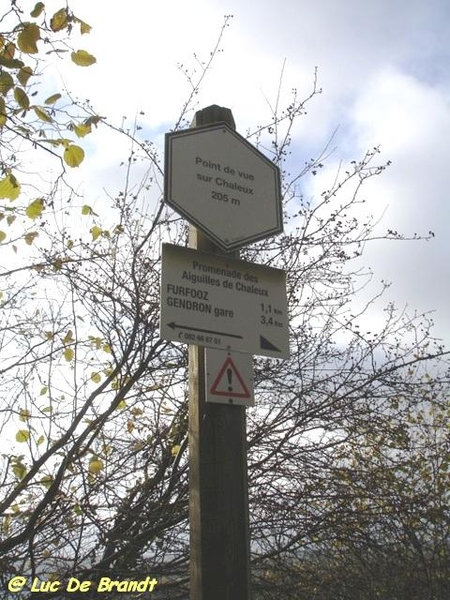 Point de vue
sur Chaleux
205 m
Promenade des
Aiguilles de Chaleux
FURFOOZ 1,1 km
GENDRON gare 3,4 km
!
@ Luc De Brandt